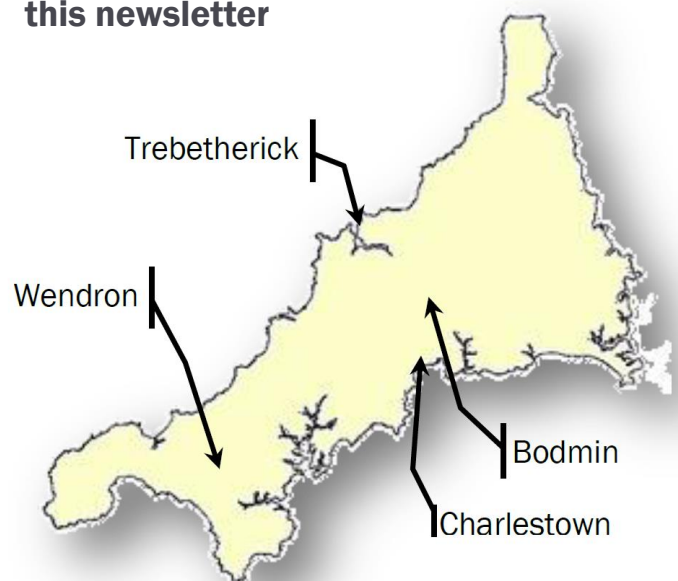 this newsletter
Trebetherick
Wendron
Bodmin
Charlestown